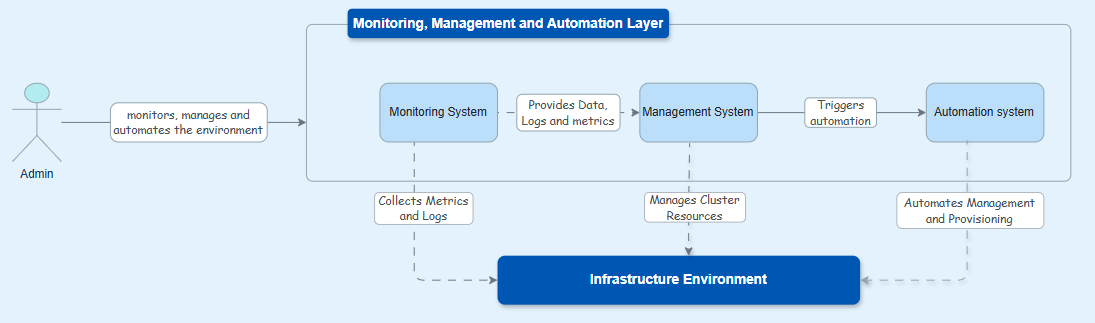 Monitoring, Management and Automation Layer
monitors, manages and
automates the environment
Admin
Monitoring System
Provides Data,
Logs and metrics
Management System
Triggers
automation
Automation system
Collects Metrics
and Logs
Manages Cluster
Resources
Automates Management
and Provisioning
Infrastructure Environment